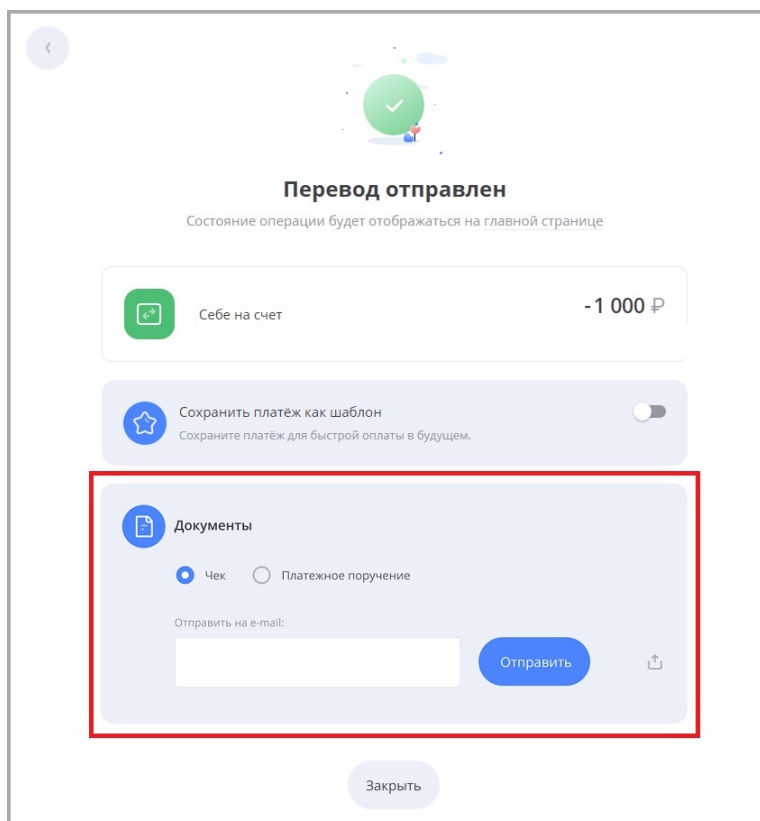 Перевод отправлен
Состояние операции будет отображаться на главной странице
Себе на счет
-1 000 ₽
Сохранить платёж как шаблон
Сохраните платёж для быстрой оплаты в будущем.
Документы
Чек
Платежное поручение
Отправить на e-mail:
Отправить
Закрыть